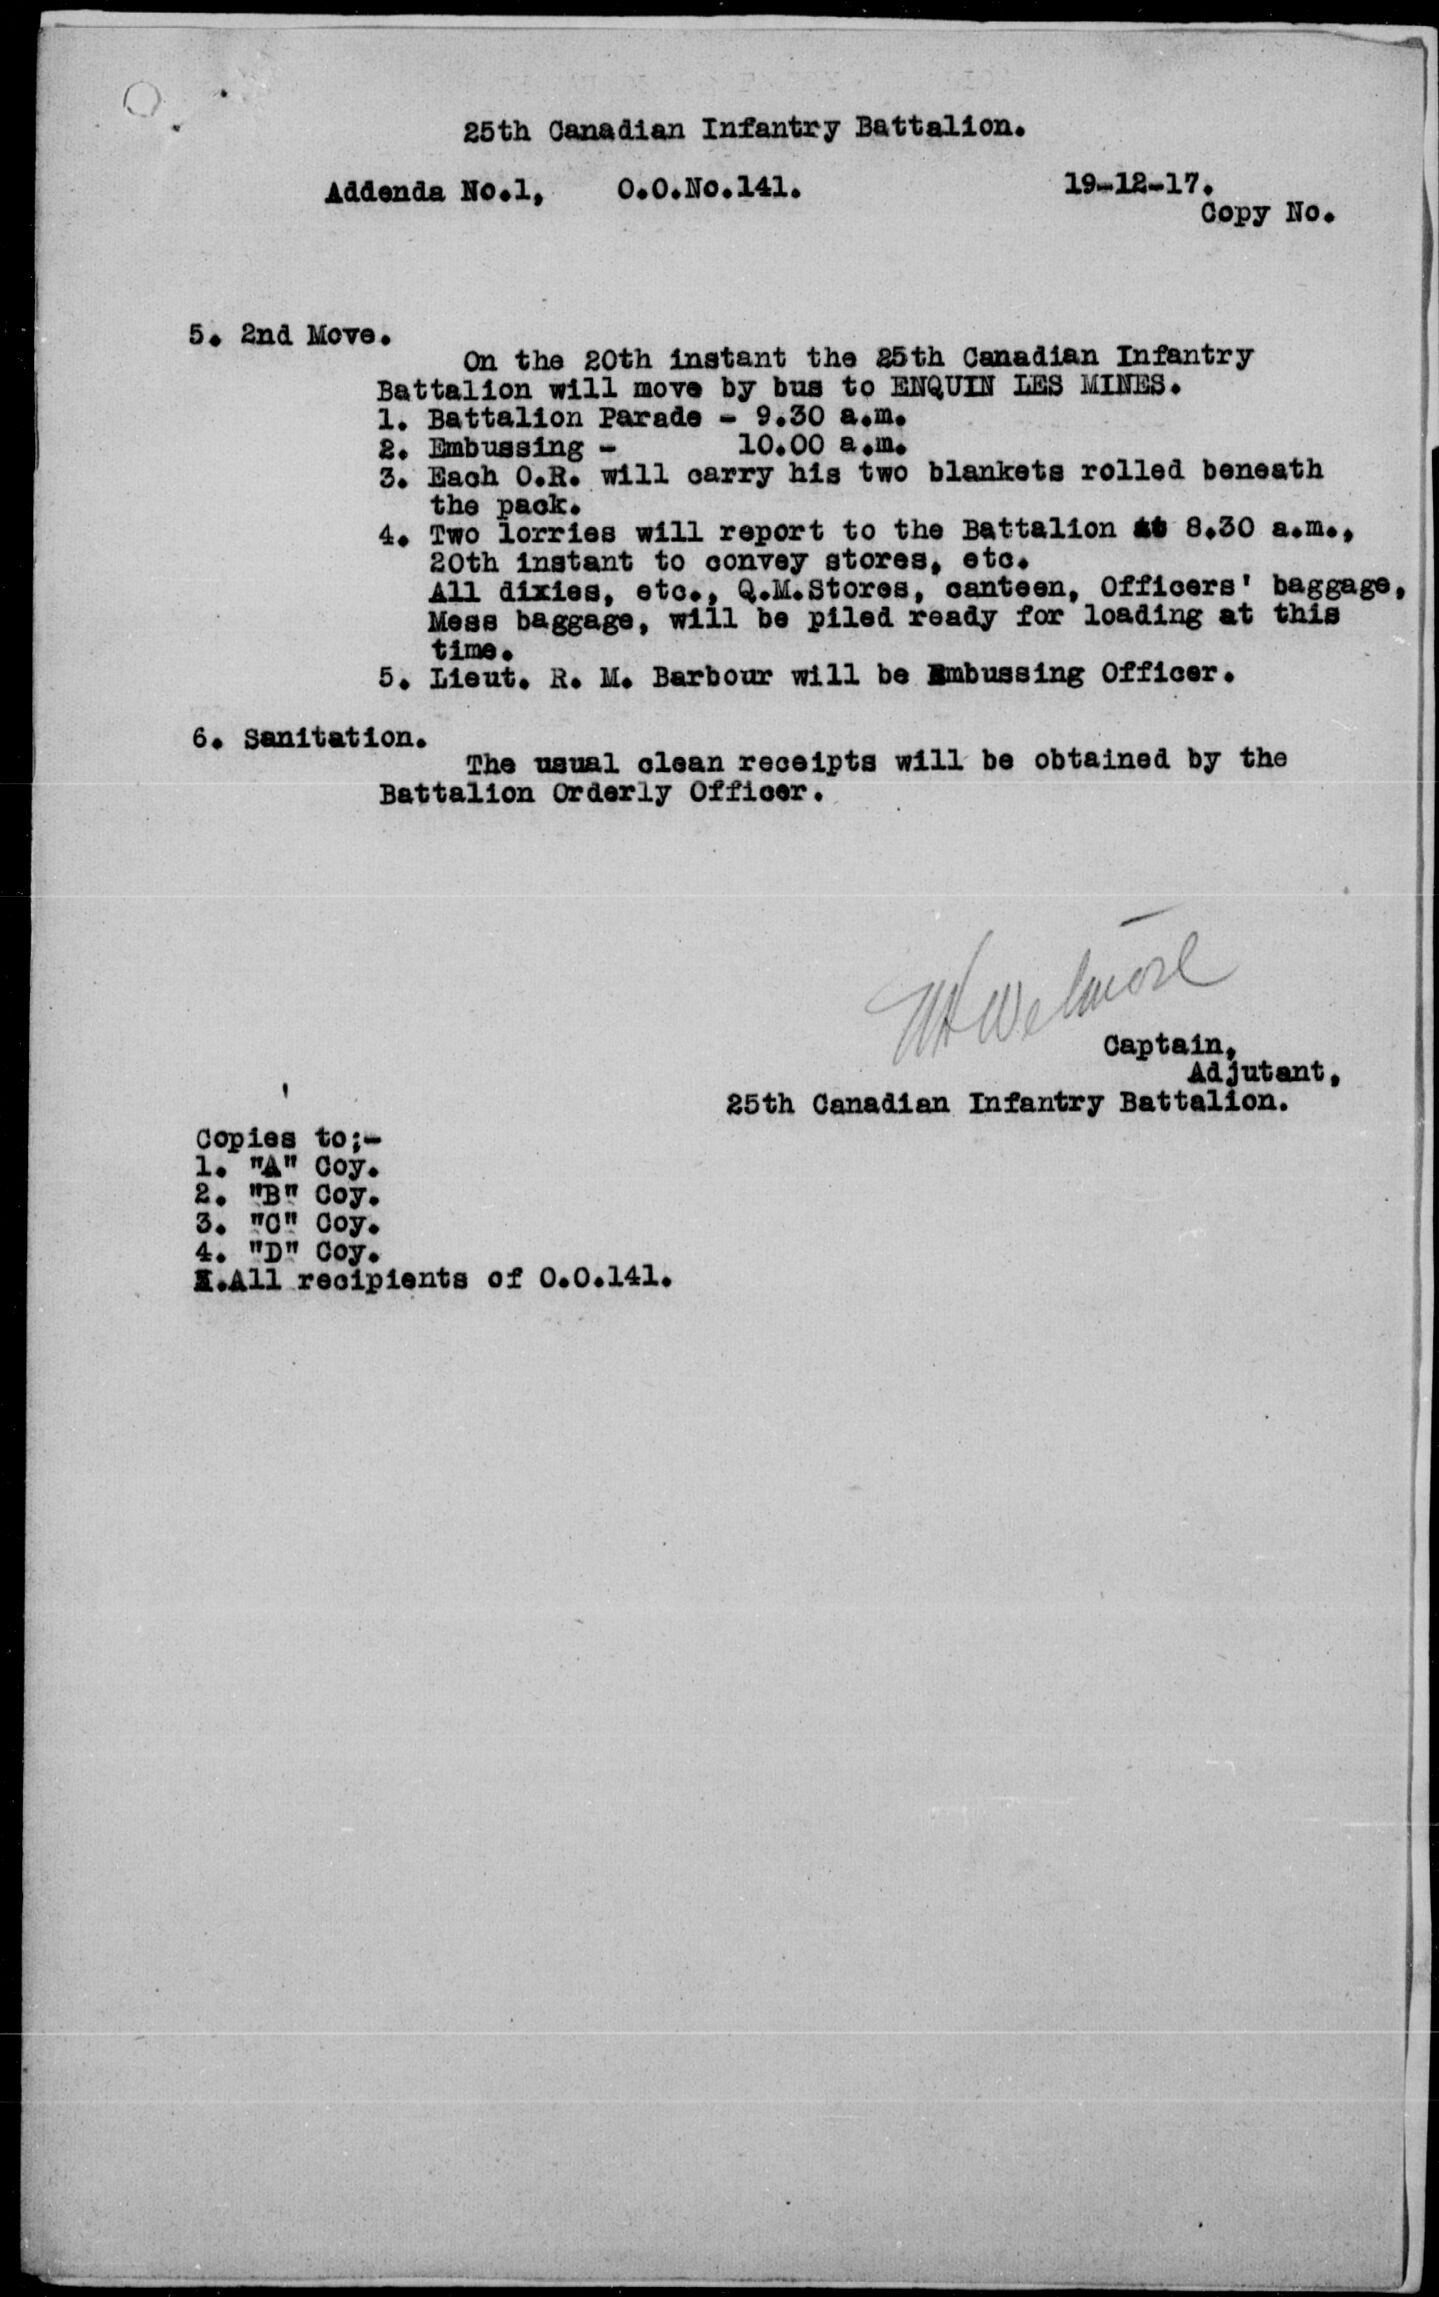 25th Canadian Infantry Battalion.
Addenda No.1, O.O.No.141. 19-12-17.
Copy No.
5. 2nd Move.
On the 20th instant the 25th Canadian Infantry
Battalion will move by bus to ENQUIN LES MINES.
1. Battalion Parade - 9.30 a.m.
2. Embussing - 10.00 a.m.
3. Each O.R. will carry his two blankets rolled beneath
the pack.
4. Two lorries will report to the Battalion at 8.30 a.m.,
20th instant to convey stores, etc.
All dixies, etc., Q.M.Stores, canteen, Officers' baggage,
Mess baggage, will be piled ready for loading at this
time.
5. Lieut. R. M. Barbour will be Embussing Officer.
6. Sanitation.
The usual clean receipts will be obtained by the
Battalion Orderly Officer.
Captain,
Adjutant,
25th Canadian Infantry Battalion.
Copies to;-
1. "A" Coy.
2. "B" Coy.
3. "C" Coy.
4. "D" Coy.
All recipients of O.O.141.